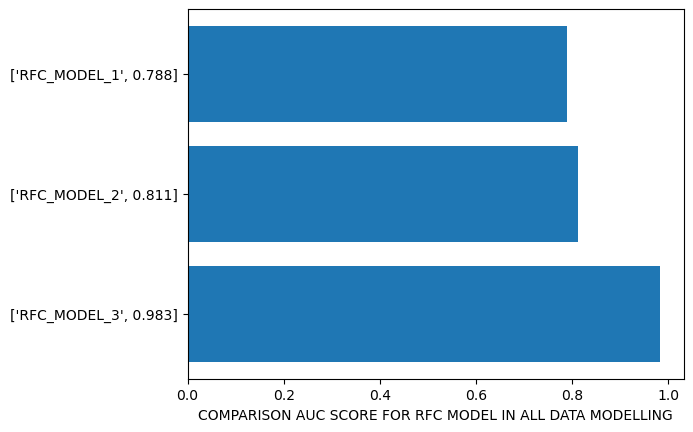 ['RFC_MODEL_1', 0.788]
['RFC_MODEL_2', 0.811]
['RFC_MODEL_3', 0.983]
0.0 0.2 0.4 0.6 0.8 1.0
COMPARISON AUC SCORE FOR RFC MODEL IN ALL DATA MODELLING